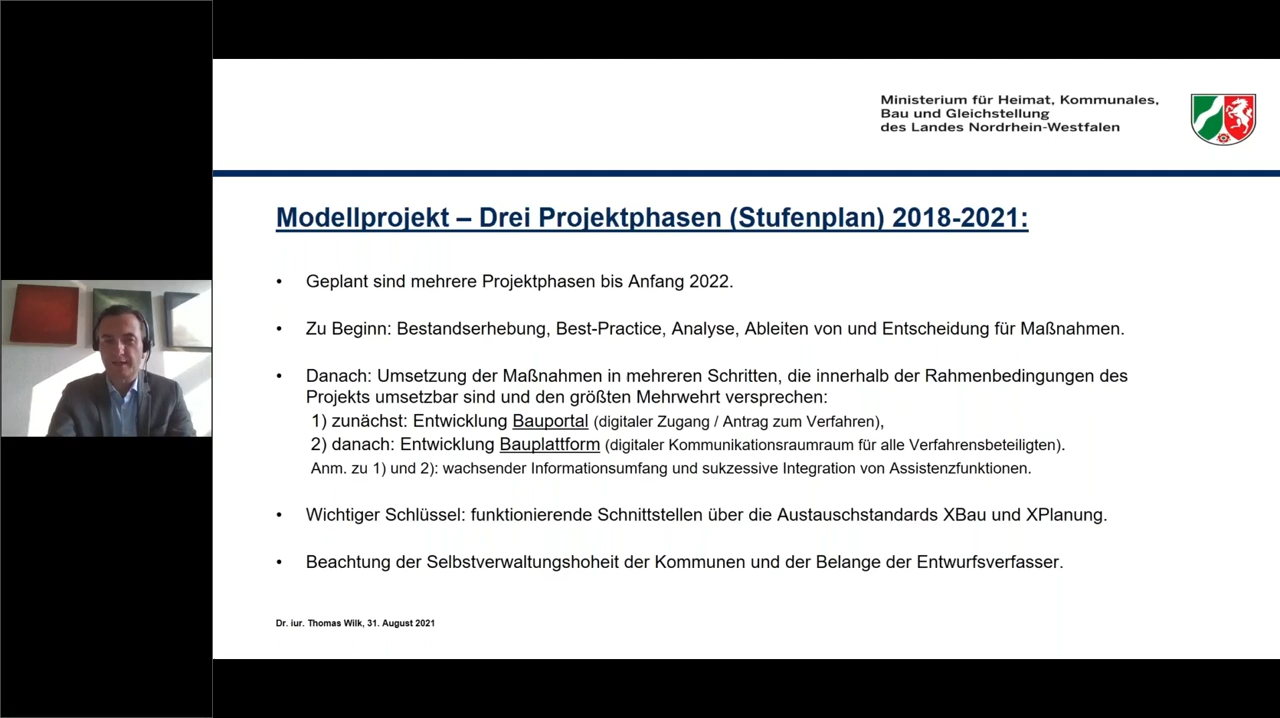 Ministerium für Heimat, Kommunales,
Bau und Gleichstellung
des Landes Nordrhein-Westfalen
Modellprojekt – Drei Projektphasen (Stufenplan) 2018-2021:
• Geplant sind mehrere Projektphasen bis Anfang 2022.
• Zu Beginn: Bestandserhebung, Best-Practice, Analyse, Ableiten von und Entscheidung für Maßnahmen.
• Danach: Umsetzung der Maßnahmen in mehreren Schritten, die innerhalb der Rahmenbedingungen des
Projekts umsetzbar sind und den größten Mehrwehrt versprechen:
1) zunächst: Entwicklung Bauportal (digitaler Zugang / Antrag zum Verfahren),
2) danach: Entwicklung Bauplattform (digitaler Kommunikationsraumraum für alle Verfahrensbeteiligten).
Anm. zu 1) und 2): wachsender Informationsumfang und sukzessive Integration von Assistenzfunktionen.
• Wichtiger Schlüssel: funktionierende Schnittstellen über die Austauschstandards XBau und XPlanung.
• Beachtung der Selbstverwaltungshoheit der Kommunen und der Belange der Entwurfsverfasser.
Dr. iur. Thomas Wilk, 31. August 2021